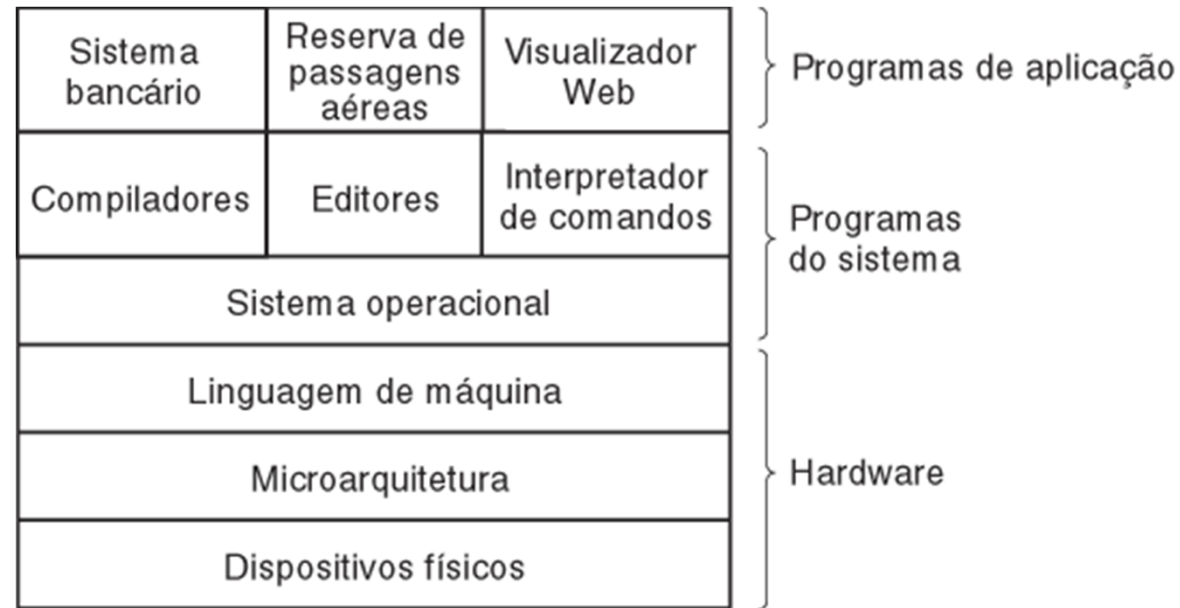 Sistema
bancário
Reserva de
passagens
aéreas
Visualizador
Web
Programas de aplicação
Compiladores
Editores
Interpretador
de comandos
Programas
do sistema
Sistema operacional
Linguagem de máquina
Microarquitetura
Hardware
Dispositivos físicos